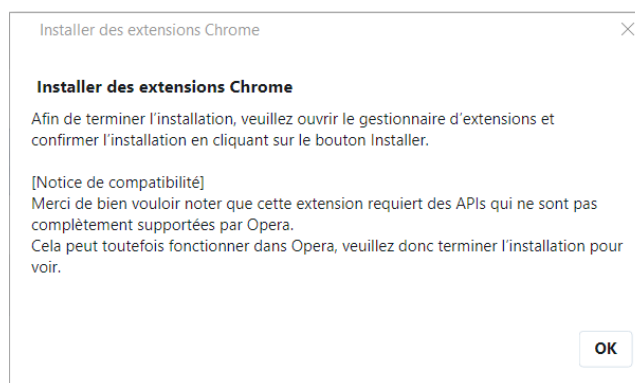 Installer des extensions Chrome
Installer des extensions Chrome
Afin de terminer l'installation, veuillez ouvrir le gestionnaire d'extensions et
confirmer l'installation en cliquant sur le bouton Installer.
[Notice de compatibilité]
Merci de bien vouloir noter que cette extension requiert des APIs qui ne sont pas
complètement supportées par Opera.
Cela peut toutefois fonctionner dans Opera, veuillez donc terminer l'installation pour
voir.
OK